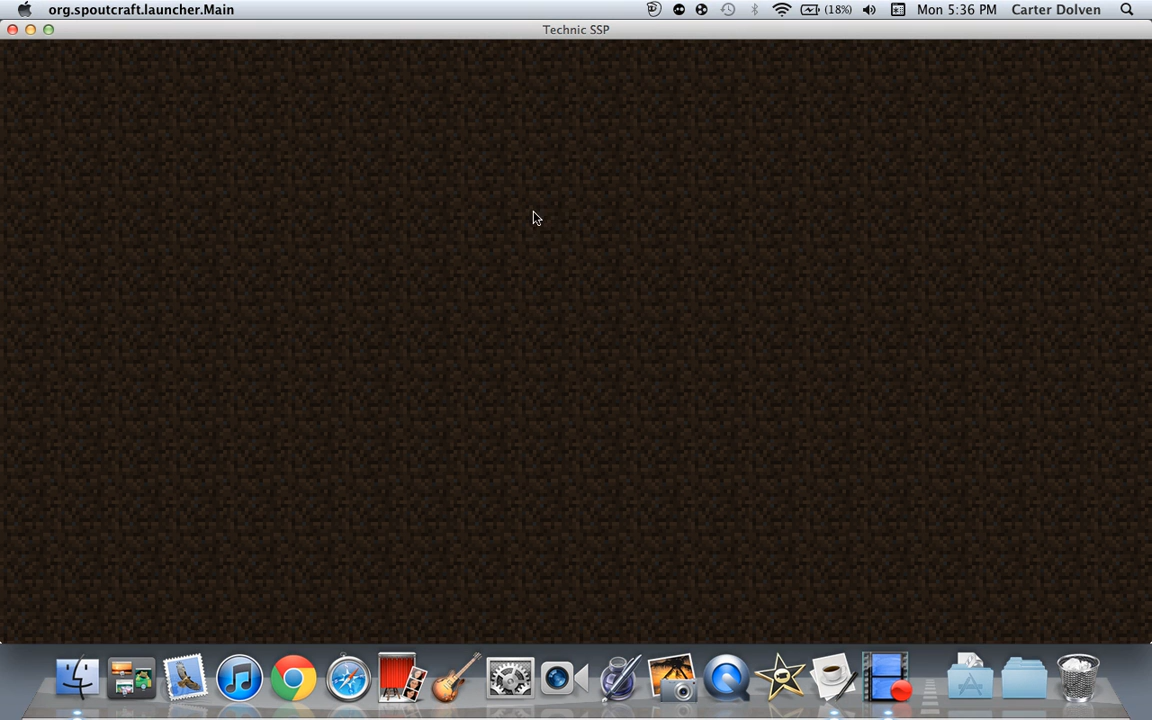 org.spoutcraft.launcher.Main
(18%)
Mon 5:36 PM
Carter Dolven
Technic SSP